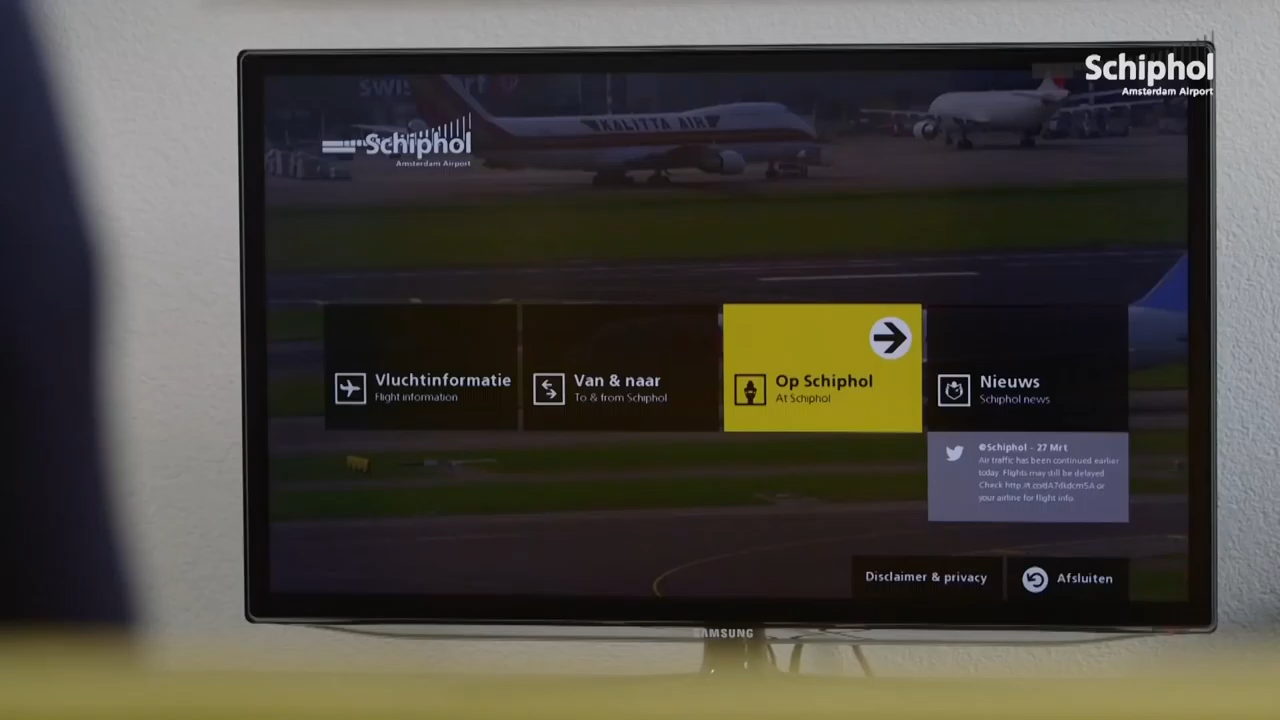 Schiphol
Amsterdam Airport
swis
KALITTA AIR
Schiphol
Amsterdam Airport
Vluchtinformatie
Flight information
Van & naar
To & from Schiphol
Op Schiphol
At Schiphol
Nieuws
Schiphol news
@Schiphol - 27 Mrt
Air traffic has been continued earlier
today. Flights may still be delayed.
Check
or
your airline for flight info.
Disclaimer & privacy
Afsluiten
SAMSUNG